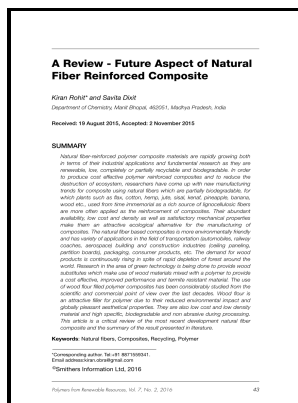 A Review - Future Aspect of Natural
Fiber Reinforced Composite
Kiran Rohit* and Savita Dixit
Department of Chemistry, Manit Bhopal, 462051, Madhya Pradesh, India
Received: 19 August 2015, Accepted: 2 November 2015
SUMMARY
Natural fiber-reinforced polymer composite materials are rapidly growing both
in terms of their industrial applications and fundamental research as they are
renewable, low, completely or partially recyclable and biodegradable. In order
to produce cost effective polymer reinforced composites and to reduce the
destruction of ecosystem, researches have come up with new manufacturing
trends for composite using natural fibers which are partially biodegradable, for
which plants such as flax, cotton, hemp, jute, sisal, kenaf, pineapple, banana,
wood etc., used from time immemorial as a rich source of lignocellulosic fibers
are more often applied as the reinforcement of composites. Their abundant
availability, low cost and density as well as satisfactory mechanical properties
make them an attractive ecological alternative for the manufacturing of
composites. The natural fiber based composites is more environmentally friendly
and has variety of applications in the field of transportation (automobiles, railway
coaches, aerospace) building and construction industries (ceiling paneling,
partition boards), packaging, consumer products, etc. The demand for wood
products is continuously rising in spite of rapid depletion of forest around the
world. Research in the area of green technology is being done to provide wood
substitutes which make use of wood materials mixed with a polymer to provide
a cost effective, improved performance and termite resistant material. The use
of wood flour filled polymer composites has been considerably studied from the
scientific and commercial point of view over the last decades. Wood flour is
an attractive filler for polymer due to their reduced environmental impact and
globally pleasant aesthetical properties. They are also low cost and low density
material and high specific, biodegradable and non abrasive during processing.
This article is a critical review of the most recent development natural fiber
composite and the summary of the result presented in literature.
Keywords: Natural fibers, Composites, Recycling, Polymer
*Corresponding author. Tel:+91 8871559341.
Email address:kiran.obra@gmail.com
©Smithers Information Ltd, 2016
Polymers from Renewable Resources, Vol. 7, No. 2, 2016 43